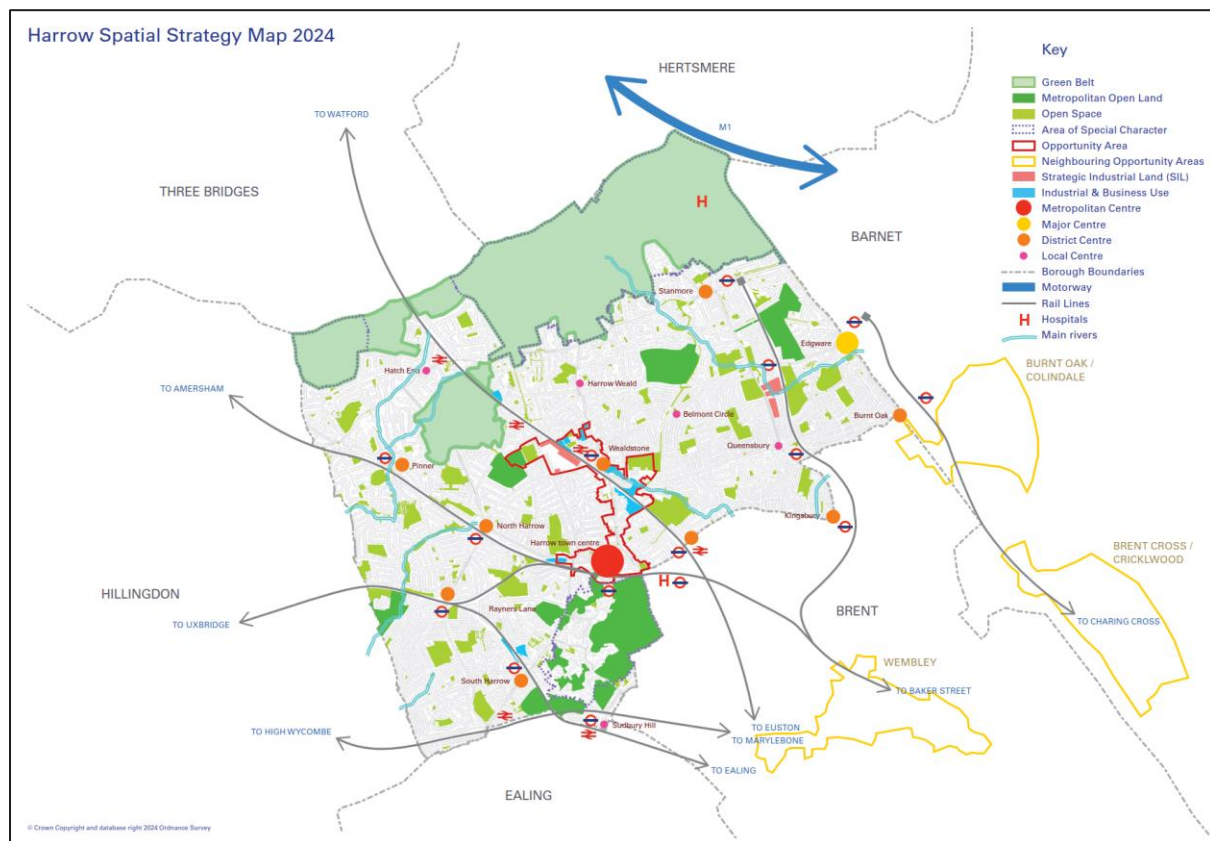 Harrow Spatial Strategy Map 2024
Key
Green Belt
Metropolitan Open Land
Open Space
Area of Special Character
Opportunity Area
Neighbouring Opportunity Areas
Strategic Industrial Land (SIL)
Industrial & Business Use
Metropolitan Centre
Major Centre
District Centre
Local Centre
Borough Boundaries
Motorway
Rail Lines
H Hospitals
Main rivers
HERTSMERE
M1
TO WATFORD
THREE BRIDGES
H
BARNET
Stanmore
Edgware
BURNT OAK /
COLINDALE
Hatch End
Harrow Weald
TO AMERSHAM
Belmont Circle
Burnt Oak
Queensbury
Wealdstone
Pinner
Kingsbury
North Harrow
Harrow town centre
BRENT CROSS /
CRICKLWOOD
H
HILLINGDON
Rayners Lane
BRENT
TO UXBRIDGE
TO CHARING CROSS
WEMBLEY
South Harrow
TO BAKER STREET
Sudbury Hill
TO HIGH WYCOMBE
TO EUSTON
TO MARYLEBONE
TO EALING
EALING
© Crown Copyright and database right 2024 Ordnance Survey